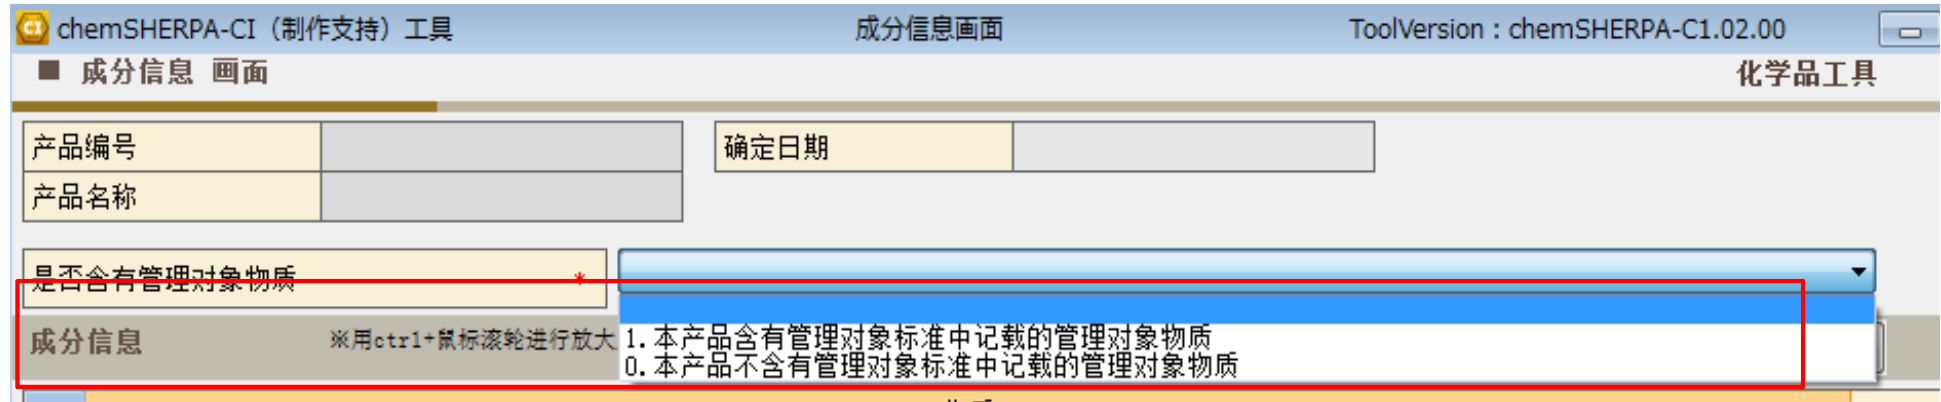 CI chemSHERPA-CI（制作支持）工具 成分信息画面 ToolVersion : chemSHERPA-C1.02.00
■ 成分信息 画面 化学品工具
产品编号 确定日期
产品名称
是否含有管理对象物质 *
成分信息 ※用ctrl+鼠标滚轮进行放大
1. 本产品含有管理对象标准中记载的管理对象物质
0. 本产品不含有管理对象标准中记载的管理对象物质